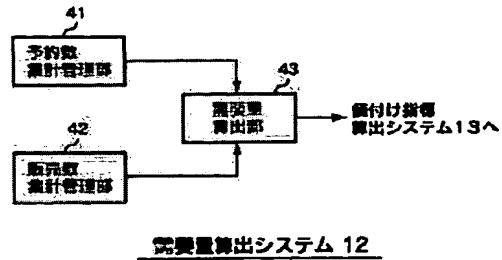 41
予約数
集計管理部
43
需要量
算出部
値付け指標
算出システム13へ
42
販売数
集計管理部
需要量算出システム 12